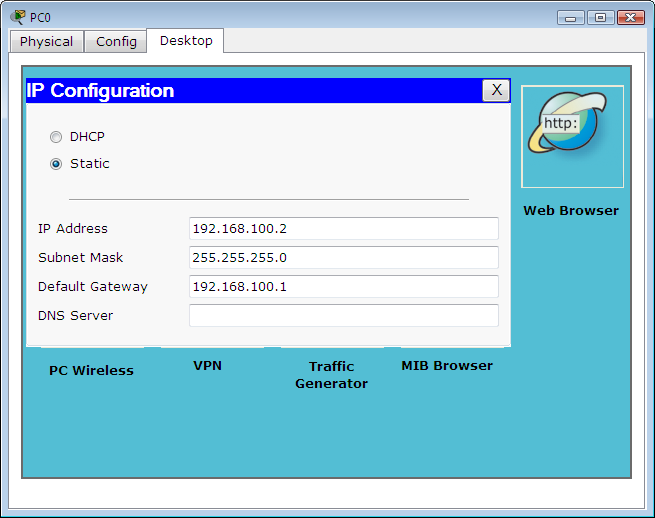 PC0
Physical Config Desktop
IP Configuration X
http:
DHCP
Static
Web Browser
IP Address 192.168.100.2
Subnet Mask 255.255.255.0
Default Gateway 192.168.100.1
DNS Server
PC Wireless
VPN
Traffic
Generator
MIB Browser